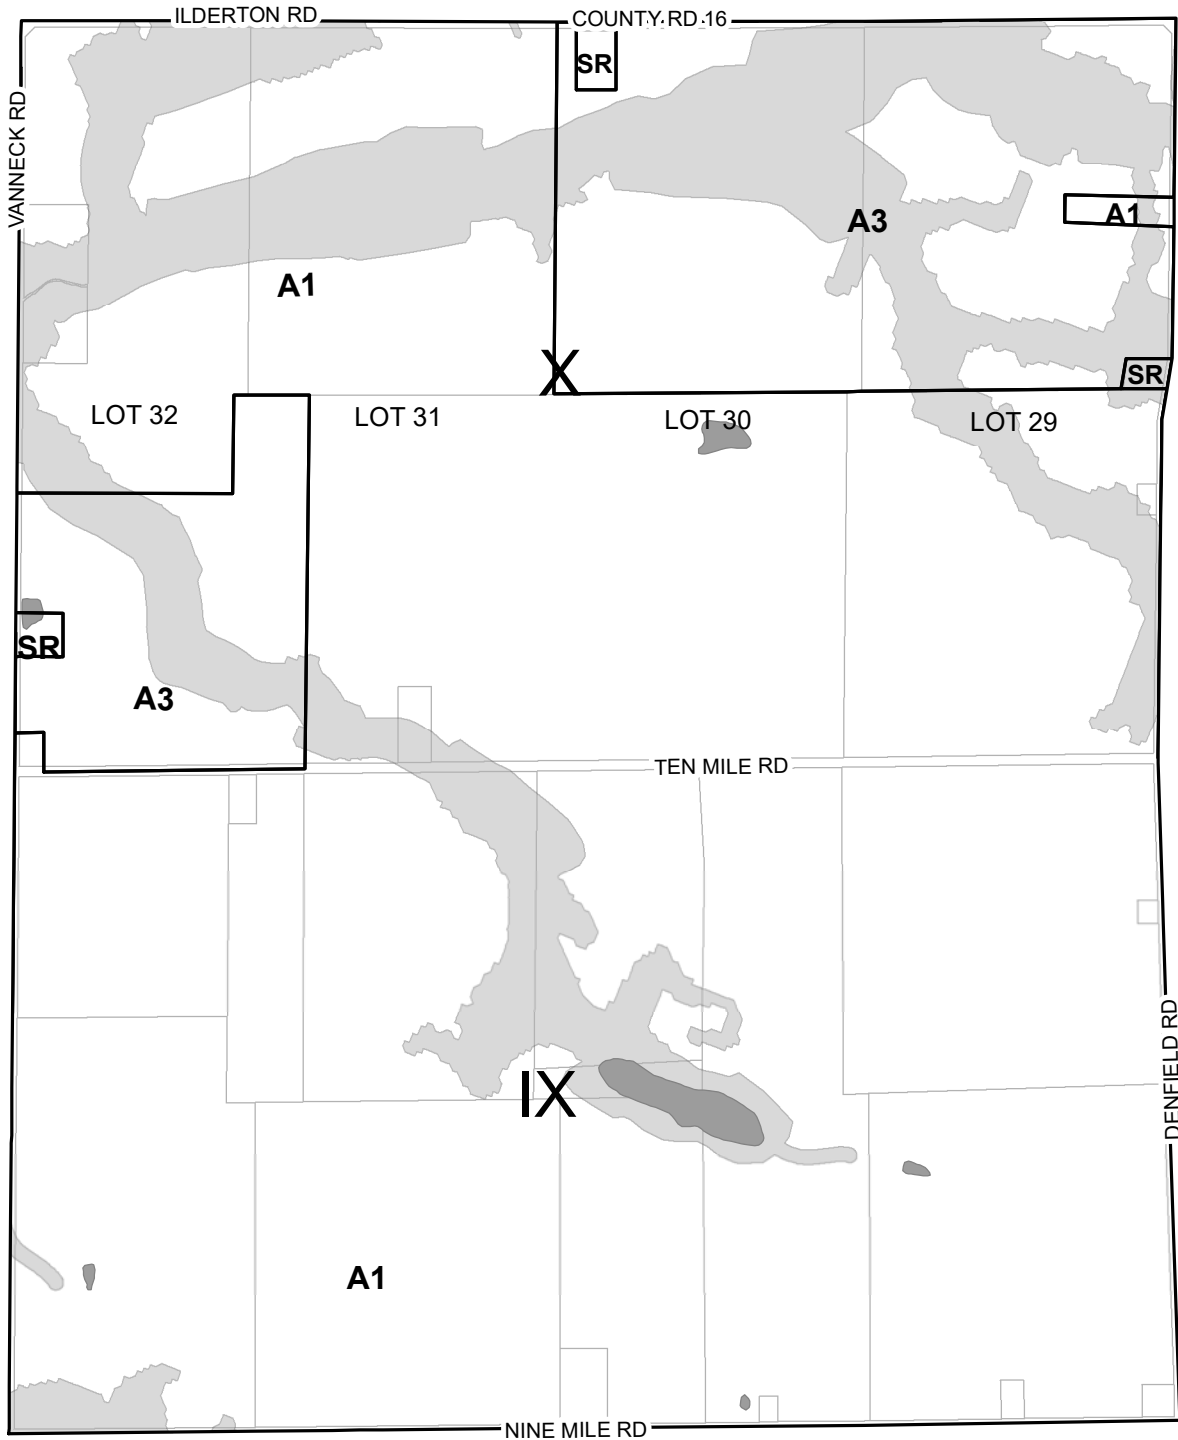 ILDERTON RD
COUNTY RD 16
SR
VANNECK RD
A1
A3
A1
X
SR
LOT 32
LOT 31
LOT 30
LOT 29
SR
A3
TEN MILE RD
DENFIELD RD
IX
A1
NINE MILE RD